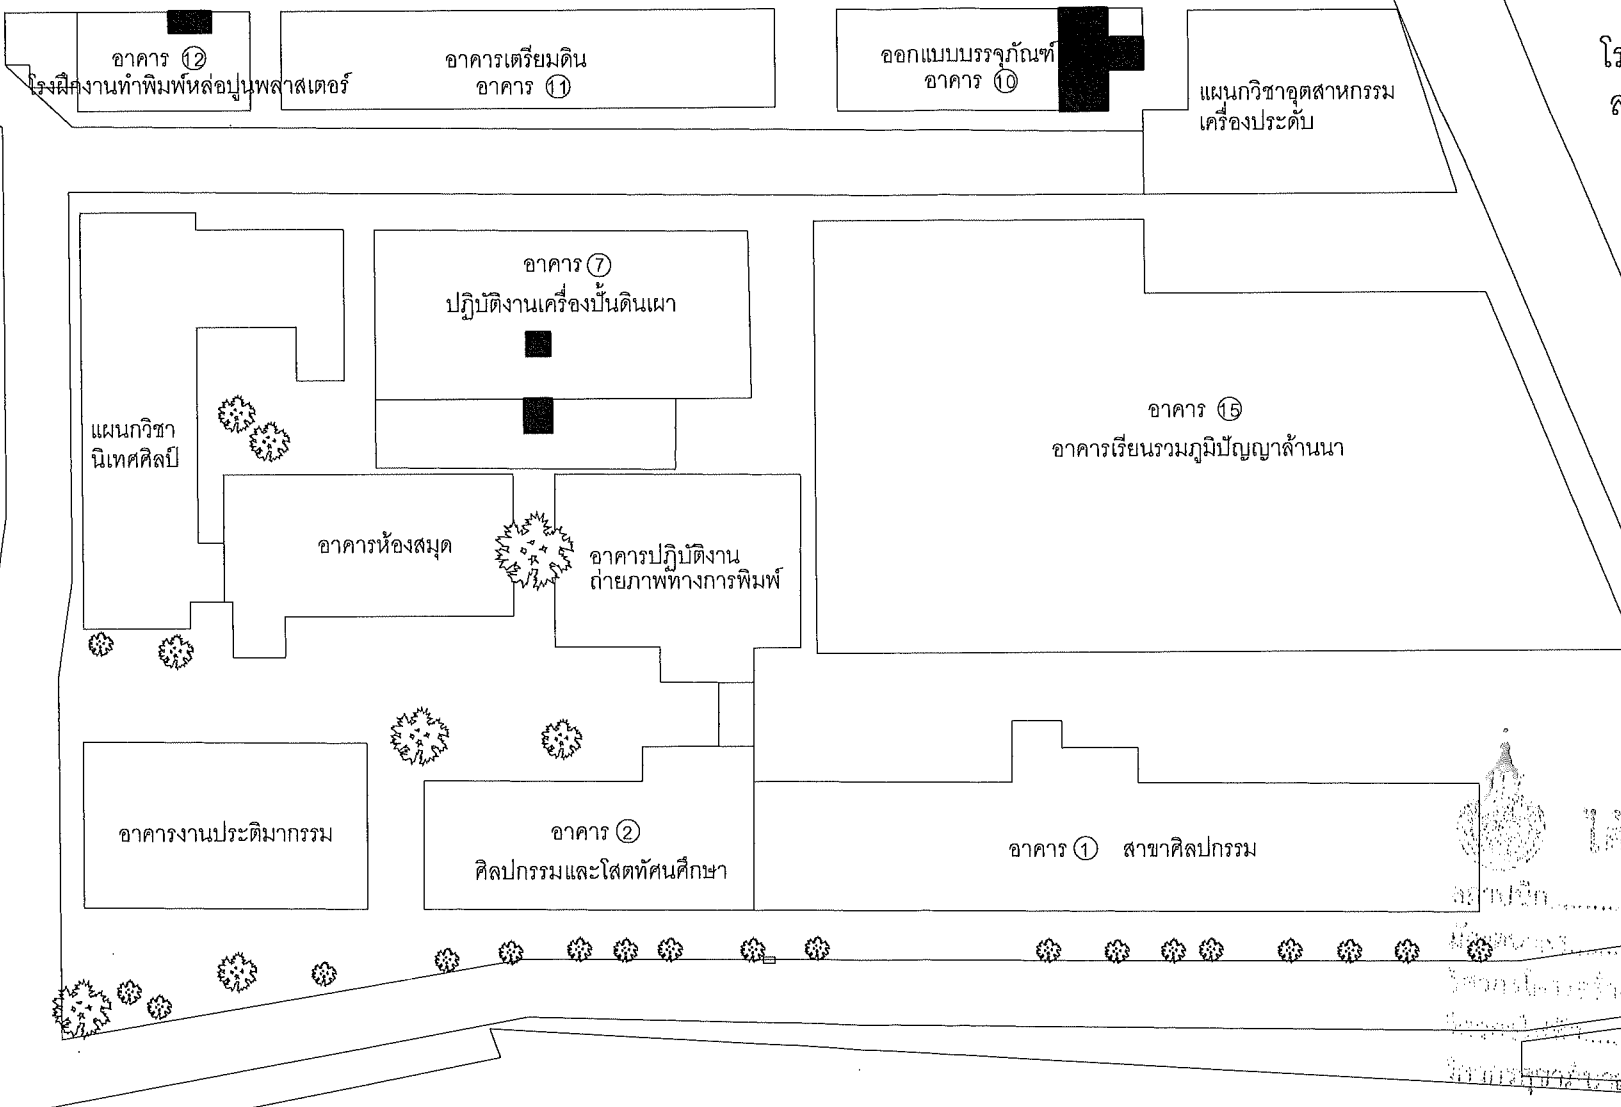 อาคาร 12
โรงฝึกงานทำพิมพ์หล่อปูนพลาสเตอร์
อาคารเตรียมดิน
อาคาร 11
ออกแบบบรรจุภัณฑ์
อาคาร 10
แผนกวิชาอุตสาหกรรม
เครื่องประดับ
อาคาร 7
ปฏิบัติงานเครื่องปั้นดินเผา
แผนกวิชา
นิเทศศิลป์
อาคาร 15
อาคารเรียนรวมภูมิปัญญาล้านนา
อาคารห้องสมุด
อาคารปฏิบัติงาน
ถ่ายภาพทางการพิมพ์
อาคารงานประติมากรรม
อาคาร 2
ศิลปกรรมและโสตทัศนศึกษา
อาคาร 1 สาขาศิลปกรรม